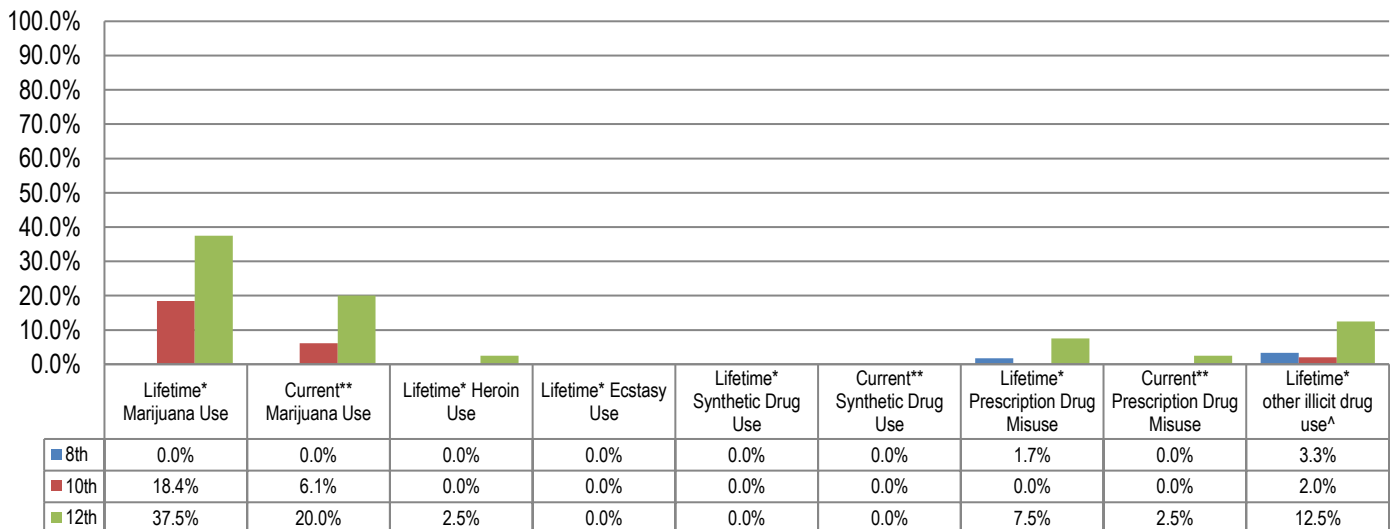 100.0%
90.0%
80.0%
70.0%
60.0%
50.0%
40.0%
30.0%
20.0%
10.0%
0.0%
Lifetime*
Marijuana Use
Current**
Marijuana Use
Lifetime* Heroin
Use
Lifetime* Ecstasy
Use
Lifetime*
Synthetic Drug
Use
Current**
Synthetic Drug
Use
Lifetime*
Prescription Drug
Misuse
Current**
Prescription Drug
Misuse
Lifetime*
other illicit drug
use^
8th 0.0% 0.0% 0.0% 0.0% 0.0% 0.0% 1.7% 0.0% 3.3%
10th 18.4% 6.1% 0.0% 0.0% 0.0% 0.0% 0.0% 0.0% 2.0%
12th 37.5% 20.0% 2.5% 0.0% 0.0% 0.0% 7.5% 2.5% 12.5%